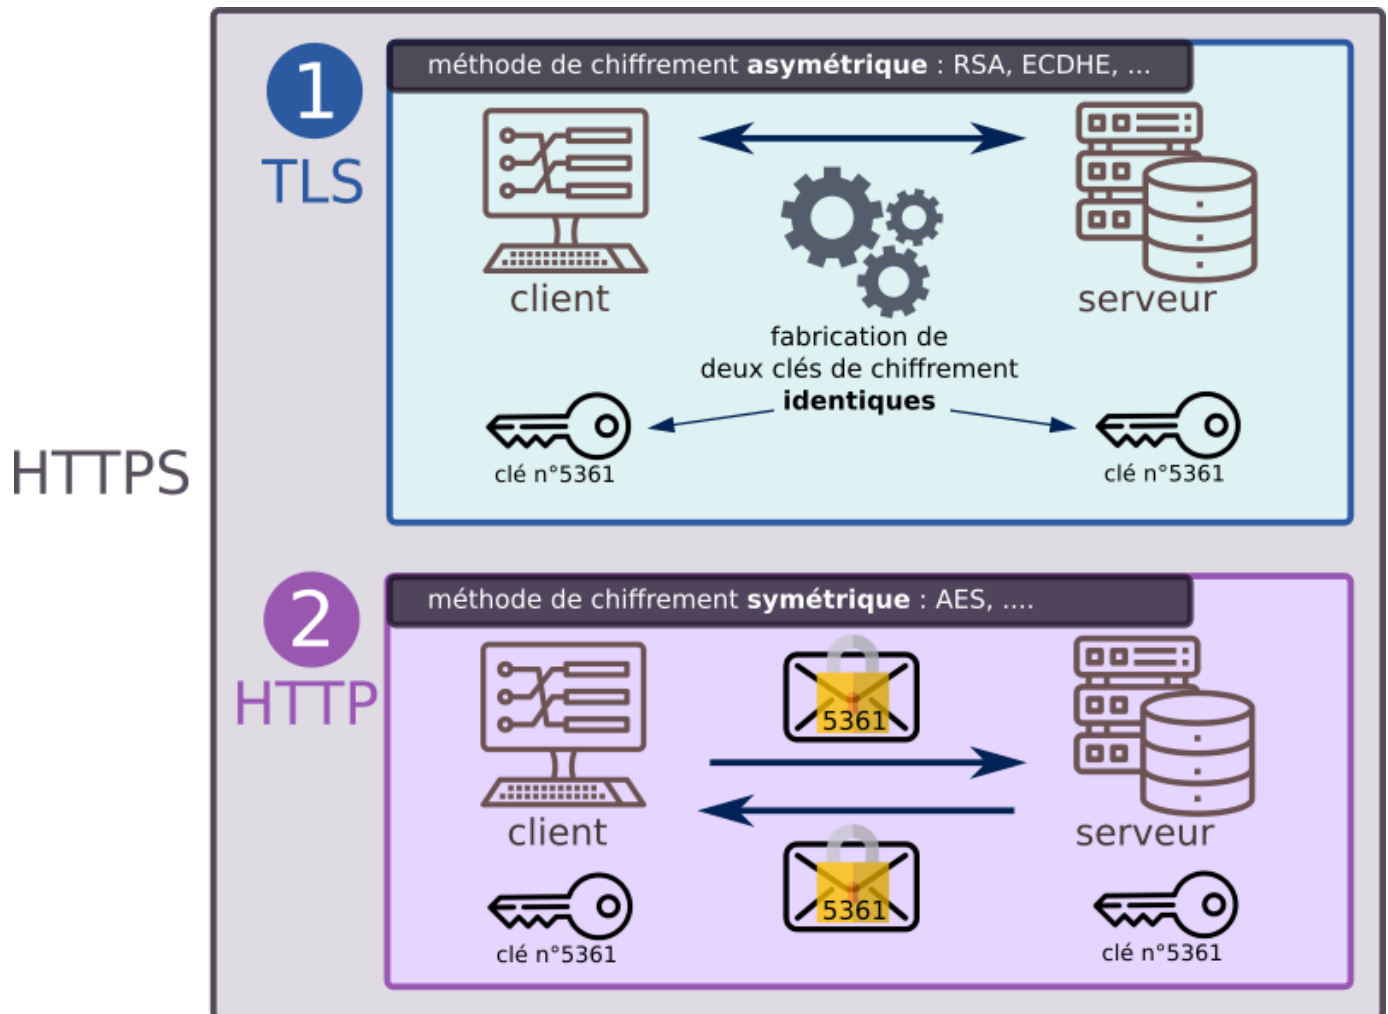 HTTPS
1
TLS
méthode de chiffrement asymétrique : RSA, ECDHE, ...
client
serveur
fabrication de
deux clés de chiffrement
identiques
clé n°5361
clé n°5361
2
HTTP
méthode de chiffrement symétrique : AES, ....
5361
client
serveur
5361
clé n°5361
clé n°5361